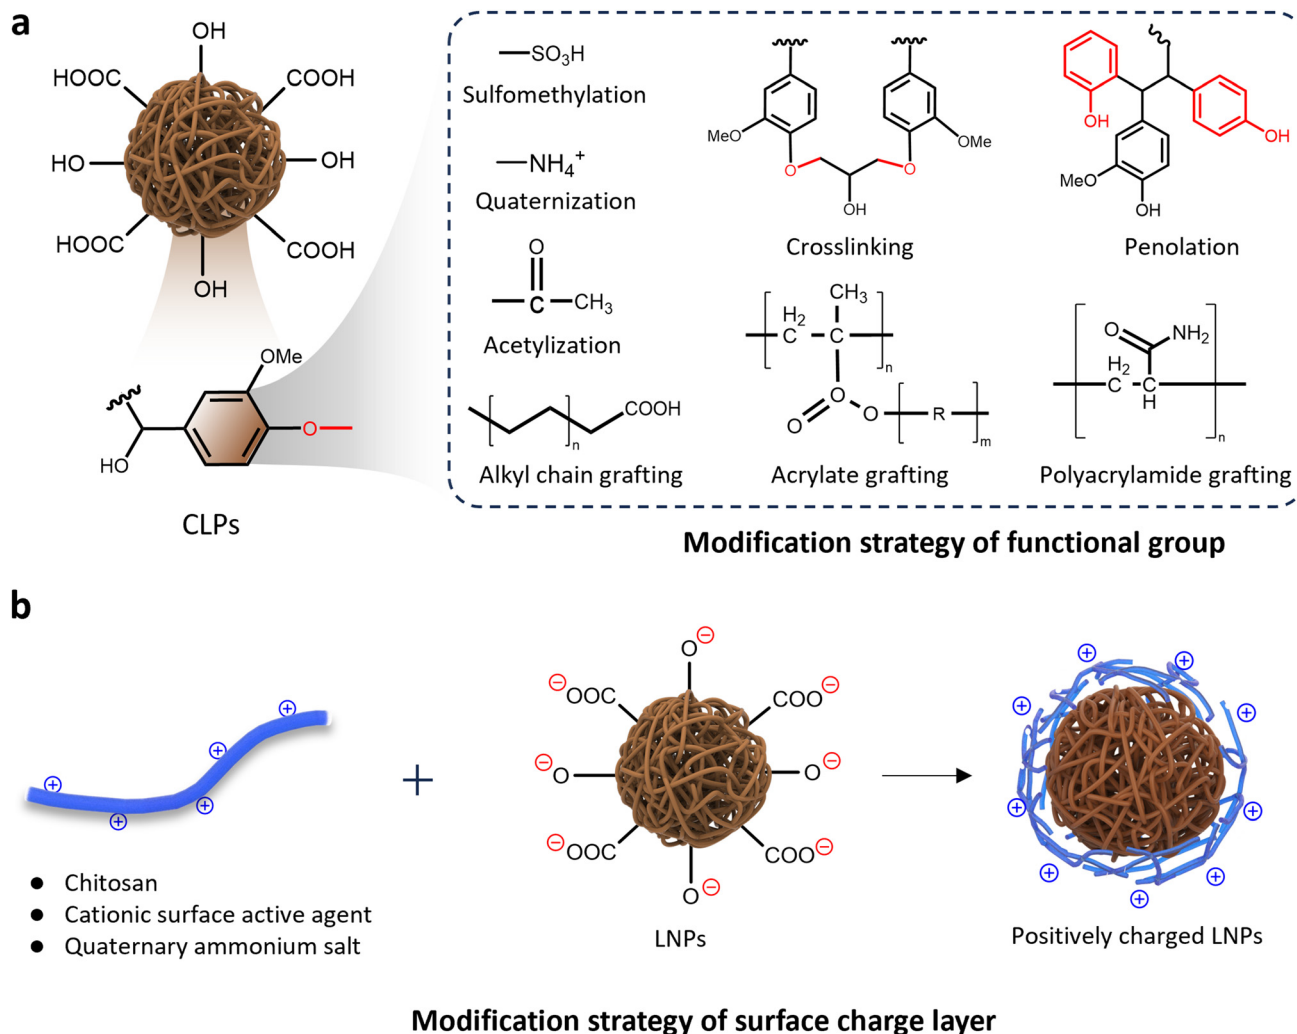 a
OH
HOOC
COOH
HO
OH
HOOC
COOH
OH
OMe
O
HO
CLPs
SO₃H
Sulfomethylation
NH₄⁺
Quaternization
O
C
CH₃
Acetylization
COOH
n
Alkyl chain grafting
MeO
OMe
O
O
OH
Crosslinking
OH
OH
MeO
OH
Penolation
CH₃
H₂
C
C
n
O
O
O
R
m
Acrylate grafting
O
NH₂
H₂
C
C
H
n
Polyacrylamide grafting
Modification strategy of functional group
b
+
+
+
+
+
● Chitosan
● Cationic surface active agent
● Quaternary ammonium salt
+
O⊖
⊖OOC
COO⊖
⊖O
O⊖
⊖OOC
COO⊖
O⊖
LNPs
+
+
+
+
+
+
+
+
+
Positively charged LNPs
Modification strategy of surface charge layer